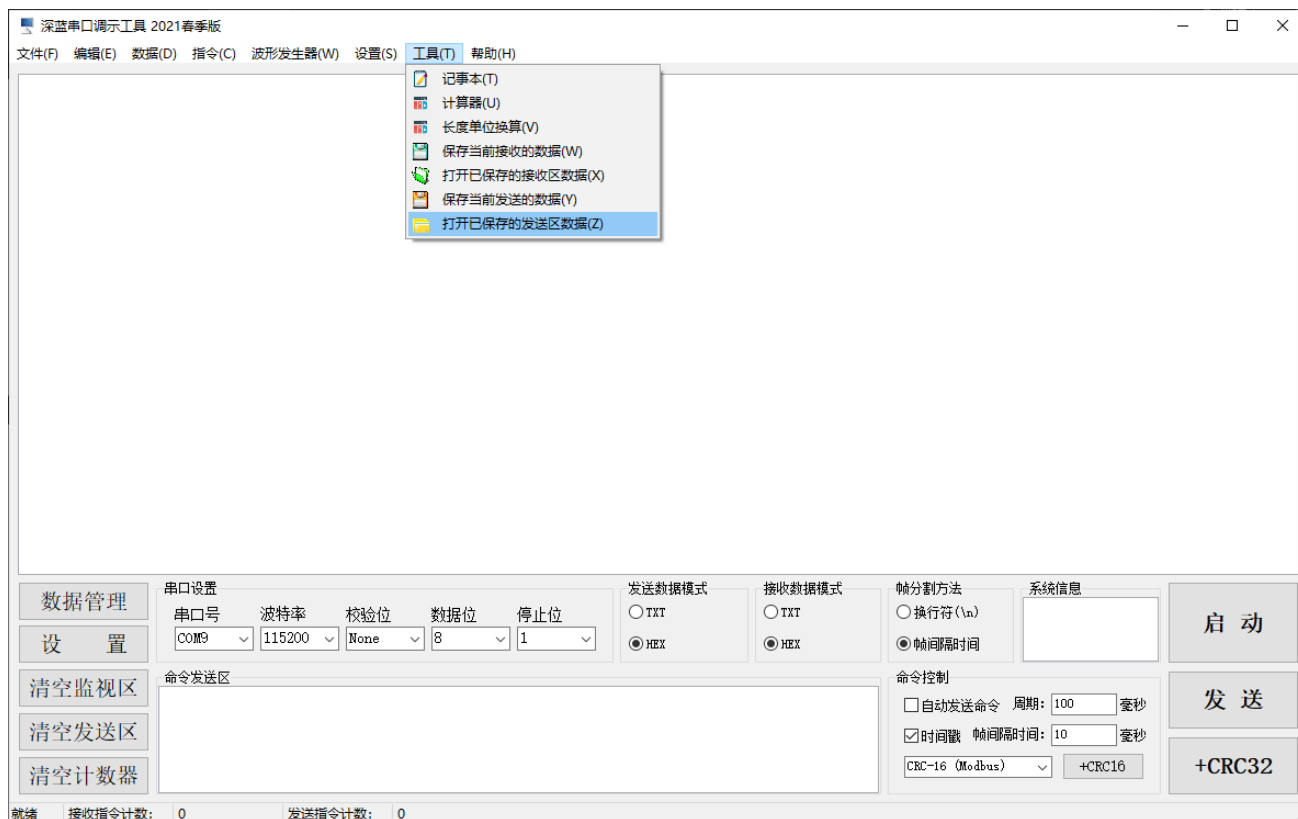 深蓝串口调示工具 2021春季版
文件(F) 编辑(E) 数据(D) 指令(C) 波形发生器(W) 设置(S) 工具(T) 帮助(H)
记事本(T)
计算器(U)
长度单位换算(V)
保存当前接收的数据(W)
打开已保存的接收区数据(X)
保存当前发送的数据(Y)
打开已保存的发送区数据(Z)
数据管理
设 置
清空监视区
清空发送区
清空计数器
串口设置
串口号 波特率 校验位 数据位 停止位
COM9 115200 None 8 1
发送数据模式
TXT
HEX
接收数据模式
TXT
HEX
帧分割方法
换行符(\n)
帧间隔时间
系统信息
启 动
命令发送区
命令控制
自动发送命令 周期: 100 毫秒
时间戳 帧间隔时间: 10 毫秒
CRC-16 (Modbus) +CRC16
发 送
+CRC32
就绪 接收指令计数: 0 发送指令计数: 0